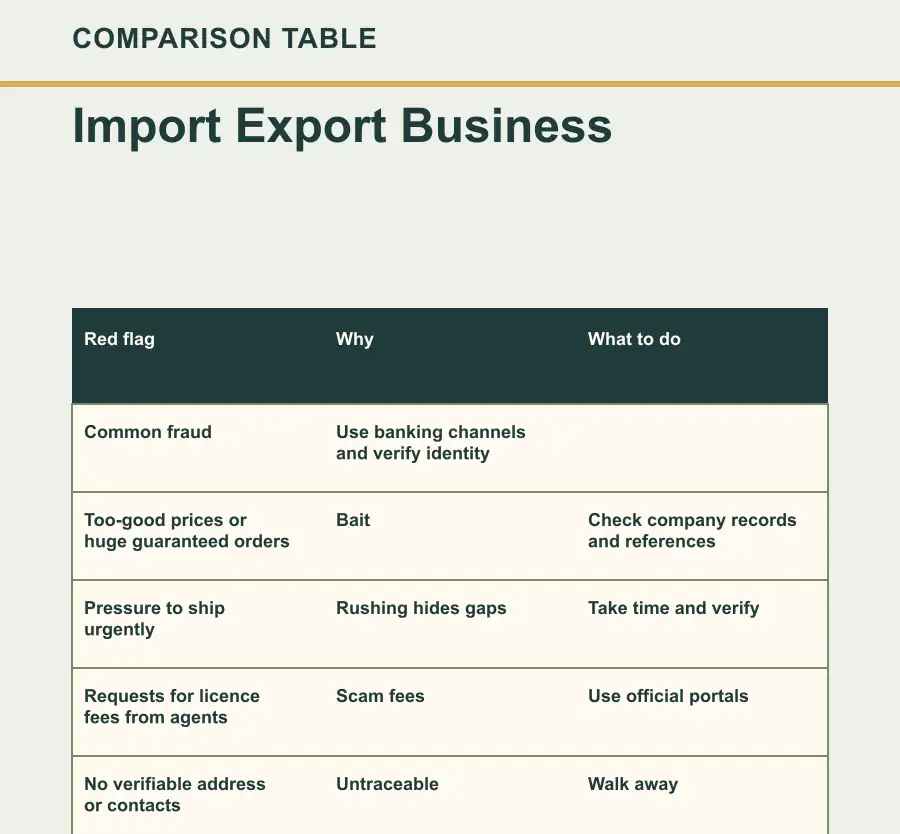 COMPARISON TABLE
Import Export Business
Red flag
Why
What to do
Common fraud
Use banking channels
and verify identity
Too-good prices or
huge guaranteed orders
Bait
Check company records
and references
Pressure to ship
urgently
Rushing hides gaps
Take time and verify
Requests for licence
fees from agents
Scam fees
Use official portals
No verifiable address
or contacts
Untraceable
Walk away